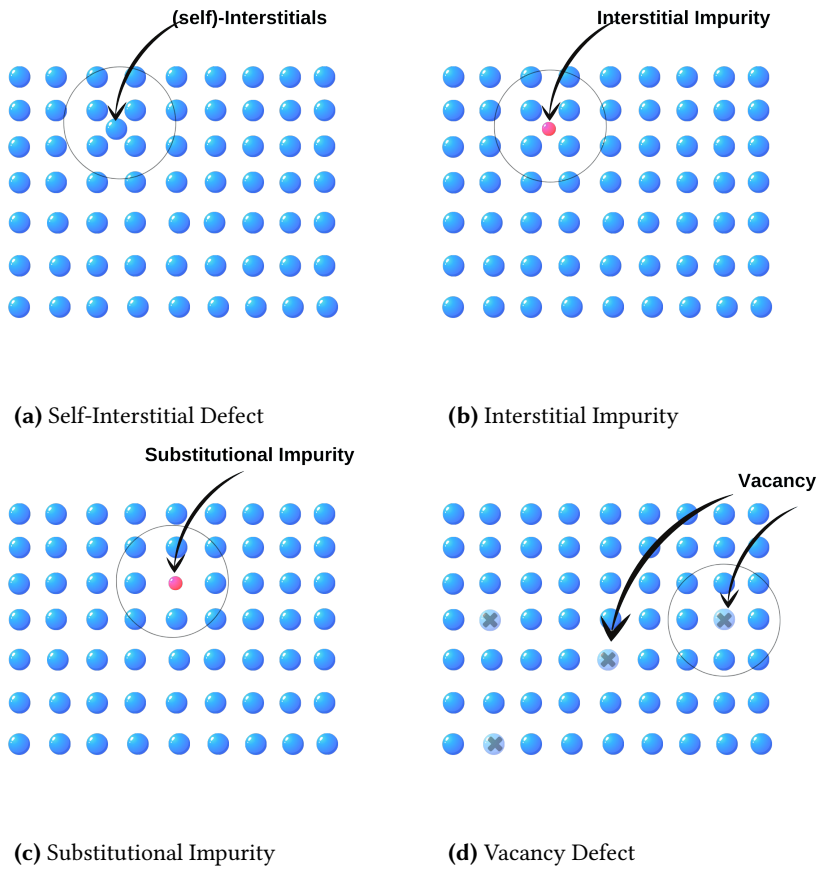 (self)-Interstitials
Interstitial Impurity
(a) Self-Interstitial Defect
(b) Interstitial Impurity
Substitutional Impurity
Vacancy
(c) Substitutional Impurity
(d) Vacancy Defect